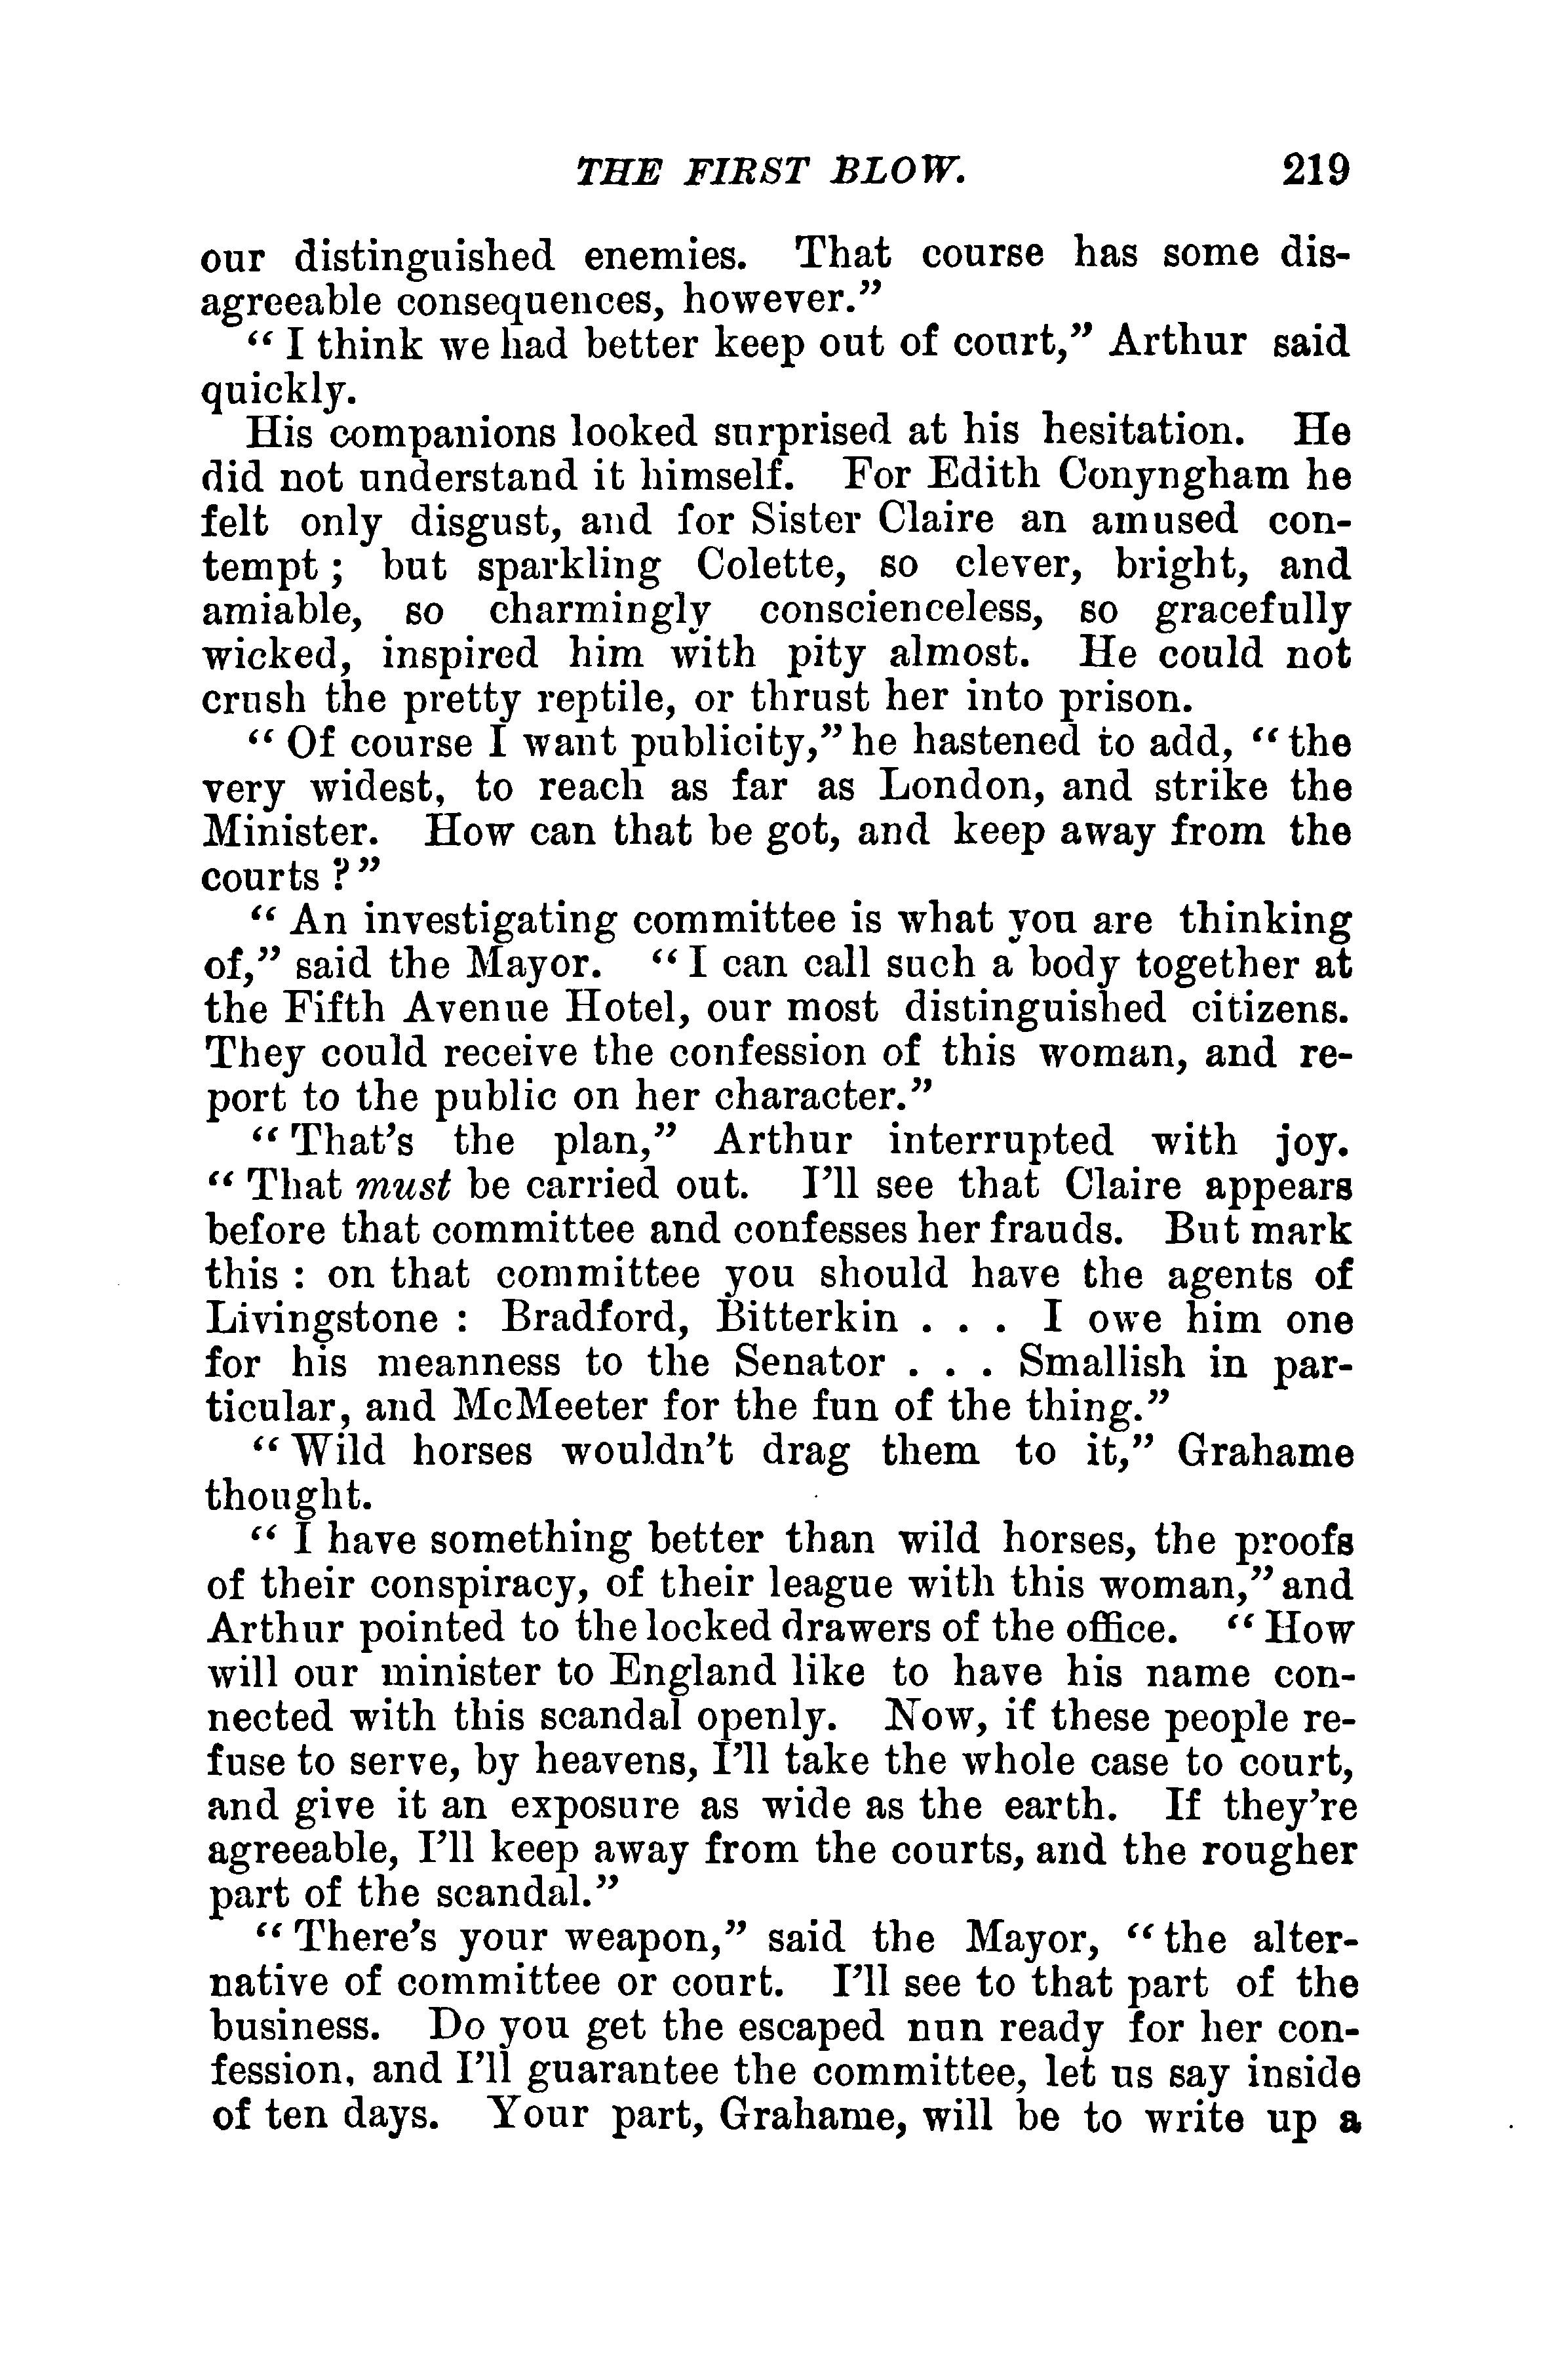 THE FIRST BLOW. 219
our distinguished enemies. That course has some dis-
agreeable consequences, however.”
“ I think we had better keep out of court,” Arthur said
quickly.
His companions looked surprised at his hesitation. He
did not understand it himself. For Edith Conyngham he
felt only disgust, and for Sister Claire an amused con-
tempt ; but sparkling Colette, so clever, bright, and
amiable, so charmingly conscienceless, so gracefully
wicked, inspired him with pity almost. He could not
crush the pretty reptile, or thrust her into prison.
“ Of course I want publicity,” he hastened to add, “ the
very widest, to reach as far as London, and strike the
Minister. How can that be got, and keep away from the
courts ? ”
“ An investigating committee is what you are thinking
of,” said the Mayor. “ I can call such a body together at
the Fifth Avenue Hotel, our most distinguished citizens.
They could receive the confession of this woman, and re-
port to the public on her character.”
“ That’s the plan,” Arthur interrupted with joy.
“ That must be carried out. I’ll see that Claire appears
before that committee and confesses her frauds. But mark
this : on that committee you should have the agents of
Livingstone : Bradford, Bitterkin . . . I owe him one
for his meanness to the Senator . . . Smallish in par-
ticular, and McMeeter for the fun of the thing.”
“ Wild horses wouldn’t drag them to it,” Grahame
thought.
“ I have something better than wild horses, the proofs
of their conspiracy, of their league with this woman,” and
Arthur pointed to the locked drawers of the office. “ How
will our minister to England like to have his name con-
nected with this scandal openly. Now, if these people re-
fuse to serve, by heavens, I’ll take the whole case to court,
and give it an exposure as wide as the earth. If they’re
agreeable, I’ll keep away from the courts, and the rougher
part of the scandal.”
“ There’s your weapon,” said the Mayor, “ the alter-
native of committee or court. I’ll see to that part of the
business. Do you get the escaped nun ready for her con-
fession, and I’ll guarantee the committee, let us say inside
of ten days. Your part, Grahame, will be to write up a